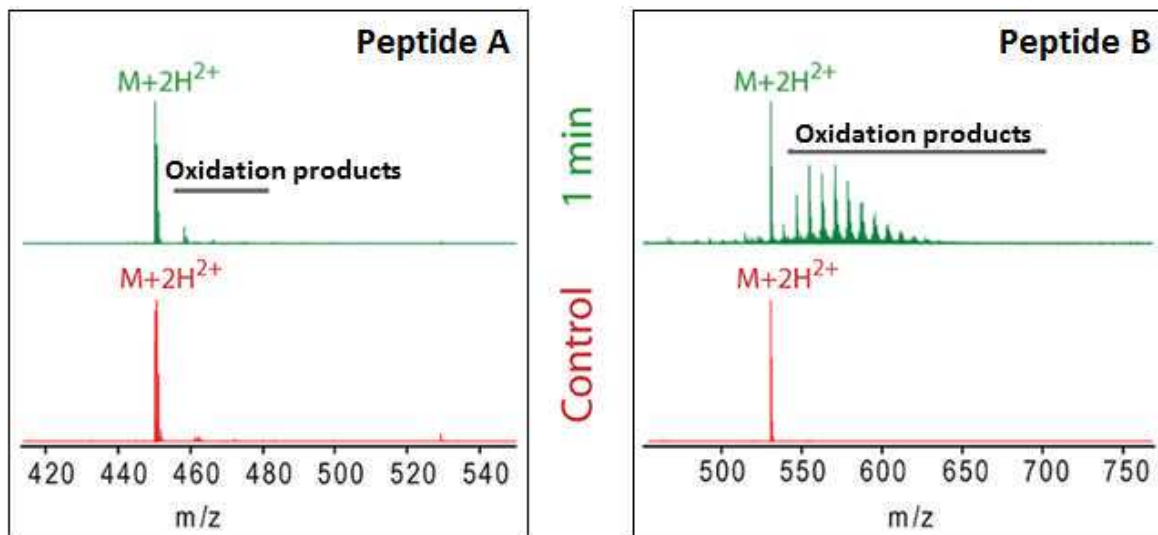 Peptide A
M+2H²⁺
Oxidation products
M+2H²⁺
420 440 460 480 500 520 540
m/z
1 min
Control
Peptide B
M+2H²⁺
Oxidation products
M+2H²⁺
500 550 600 650 700 750
m/z